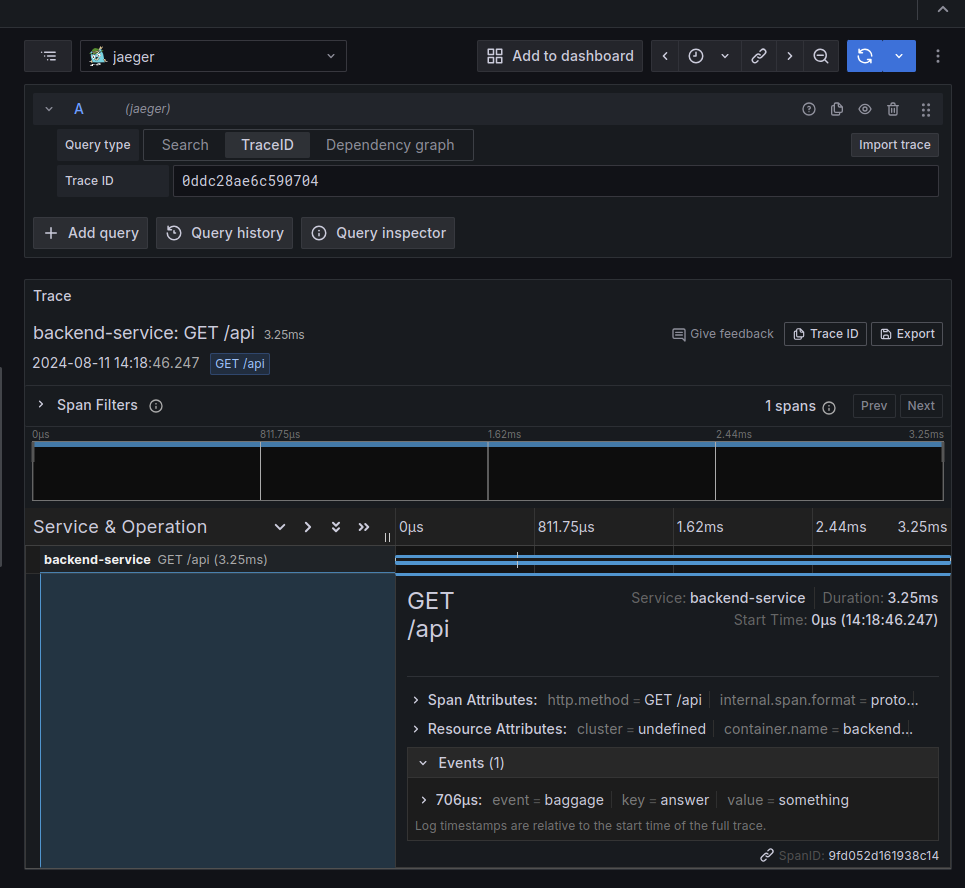 jaeger Add to dashboard
A (jaeger)
Query type Search TraceID Dependency graph Import trace
Trace ID 0ddc28ae6c590704
Add query Query history Query inspector
Trace
backend-service: GET /api 3.25ms Give feedback Trace ID Export
2024-08-11 14:18:46.247 GET /api
Span Filters 1 spans Prev Next
0μs 811.75μs 1.62ms 2.44ms 3.25ms
Service & Operation 0μs 811.75μs 1.62ms 2.44ms 3.25ms
backend-service GET /api (3.25ms)
GET Service: backend-service Duration: 3.25ms
/api Start Time: 0μs (14:18:46.247)
Span Attributes: http.method = GET /api internal.span.format = proto...
Resource Attributes: cluster = undefined container.name = backend...
Events (1)
706μs: event = baggage key = answer value = something
Log timestamps are relative to the start time of the full trace.
SpanID: 9fd052d161938c14